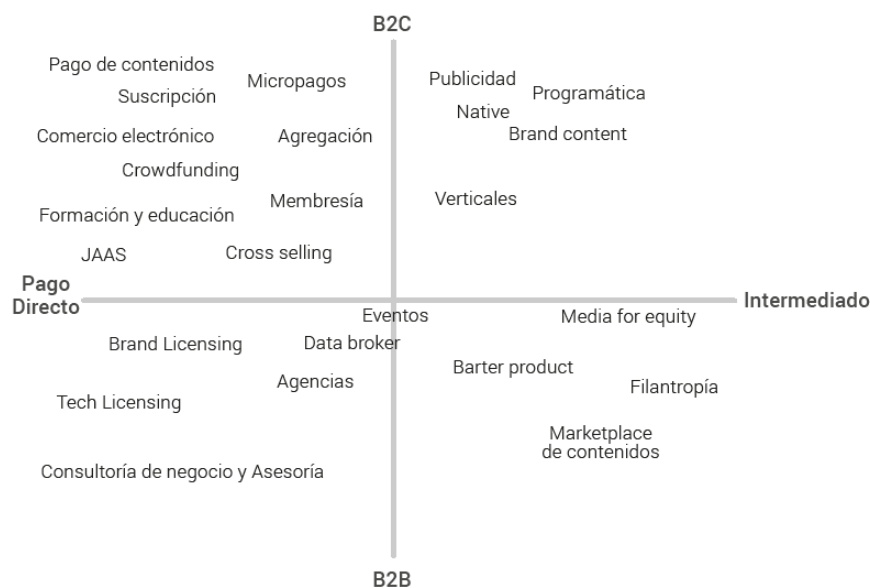 B2C
Pago de contenidos
Micropagos
Publicidad
Suscripción
Programática
Native
Comercio electrónico
Agregación
Brand content
Crowdfunding
Membresía
Verticales
Formación y educación
JAAS
Cross selling
Pago
Directo
Intermediado
Eventos
Media for equity
Brand Licensing
Data broker
Barter product
Agencias
Filantropía
Tech Licensing
Marketplace
de contenidos
Consultoría de negocio y Asesoría
B2B